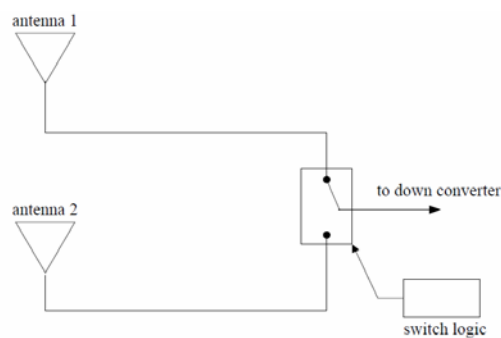 antenna 1
to down converter
antenna 2
switch logic